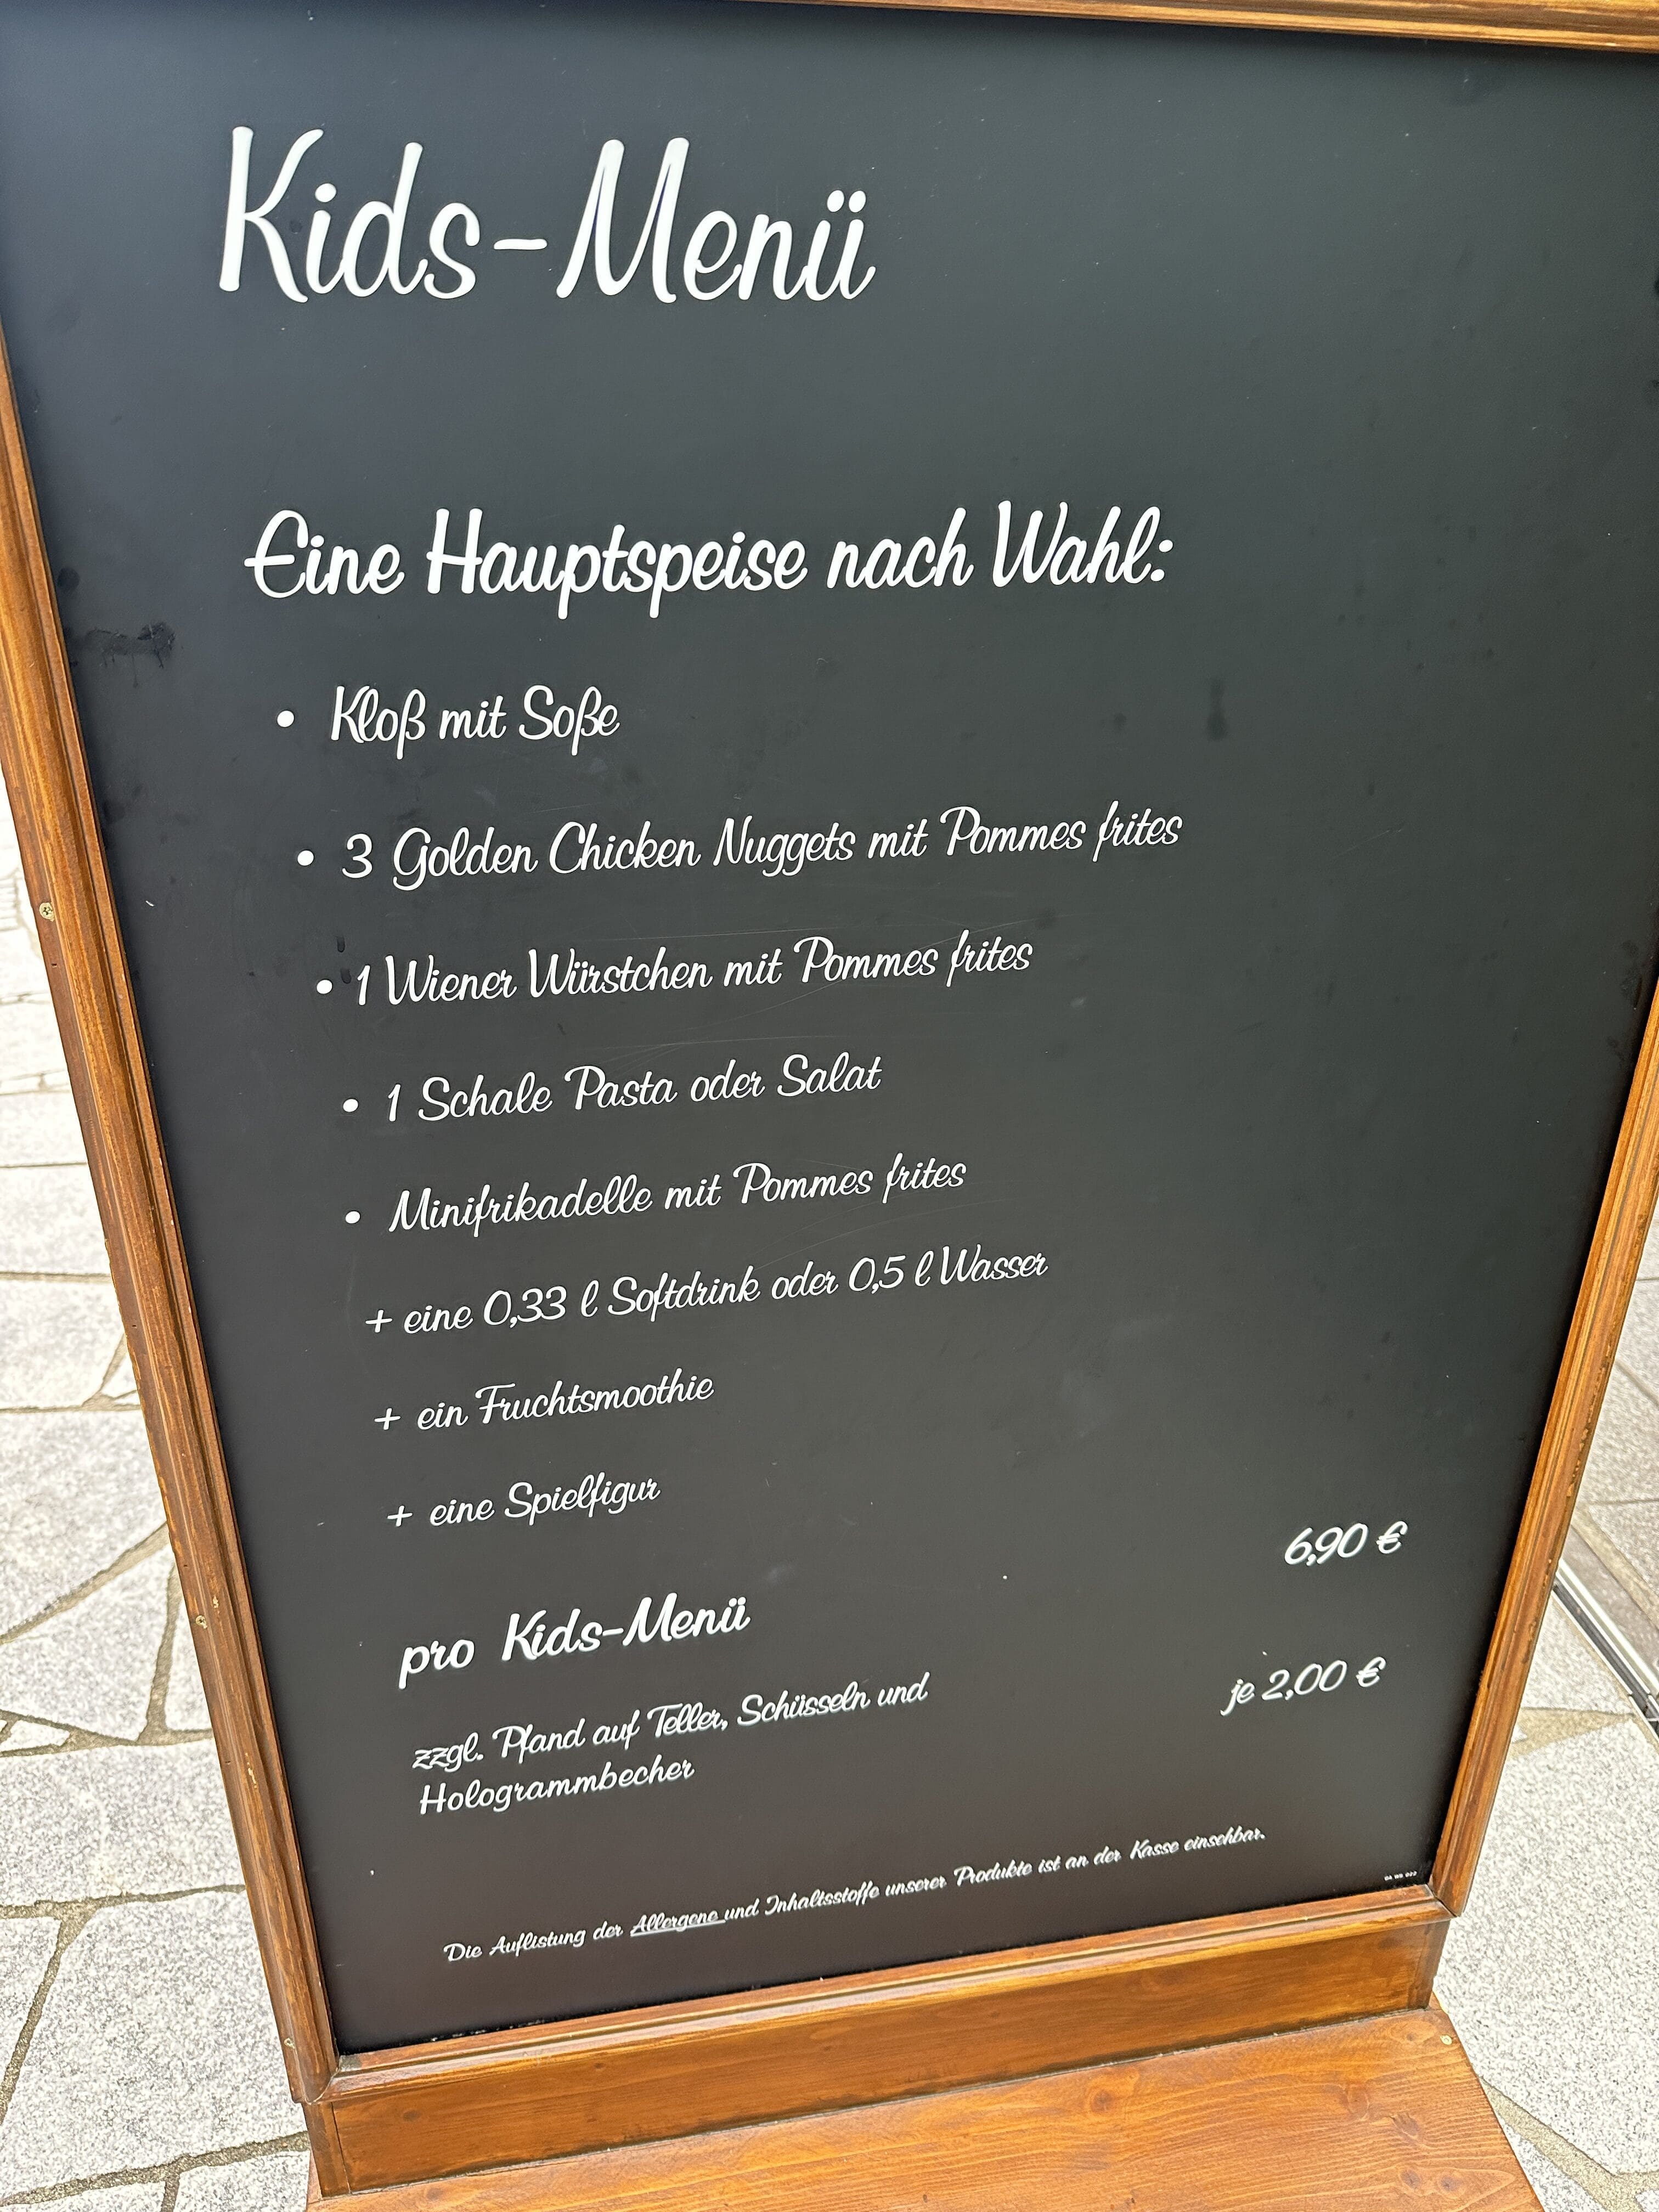 Kids-Menü
Eine Hauptspeise nach Wahl:
• Kloß mit Soße
• 3 Golden Chicken Nuggets mit Pommes frites
• 1 Wiener Würstchen mit Pommes frites
• 1 Schale Pasta oder Salat
• Minifrikadelle mit Pommes frites
+ eine 0,33 l Softdrink oder 0,5 l Wasser
+ ein Fruchtsmoothie
+ eine Spielfigur
6,90 €
pro Kids-Menü
je 2,00 €
zzgl. Pfand auf Teller, Schüsseln und
Hologrammbecher
Die Auflistung der Allergene und Inhaltsstoffe unserer Produkte ist an der Kasse einsehbar.